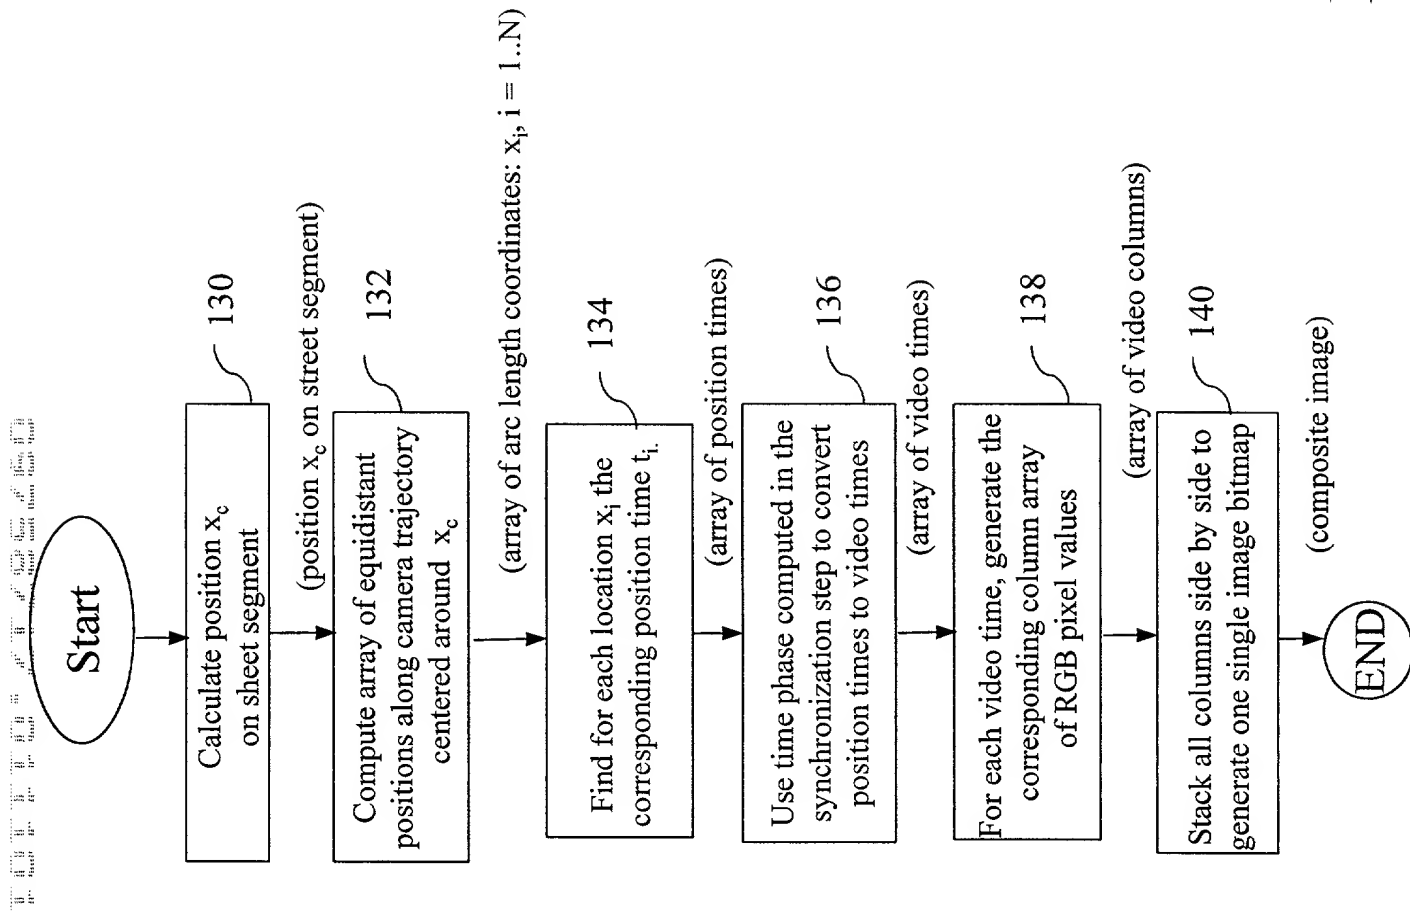 Start
Calculate position x_c
on sheet segment
130
(position x_c on street segment)
Compute array of equidistant
positions along camera trajectory
centered around x_c
132
(array of arc length coordinates: x_i, i = 1..N)
Find for each location x_i the
corresponding position time t_i.
134
(array of position times)
Use time phase computed in the
synchronization step to convert
position times to video times
136
(array of video times)
For each video time, generate the
corresponding column array
of RGB pixel values
138
(array of video columns)
Stack all columns side by side to
generate one single image bitmap
140
(composite image)
END